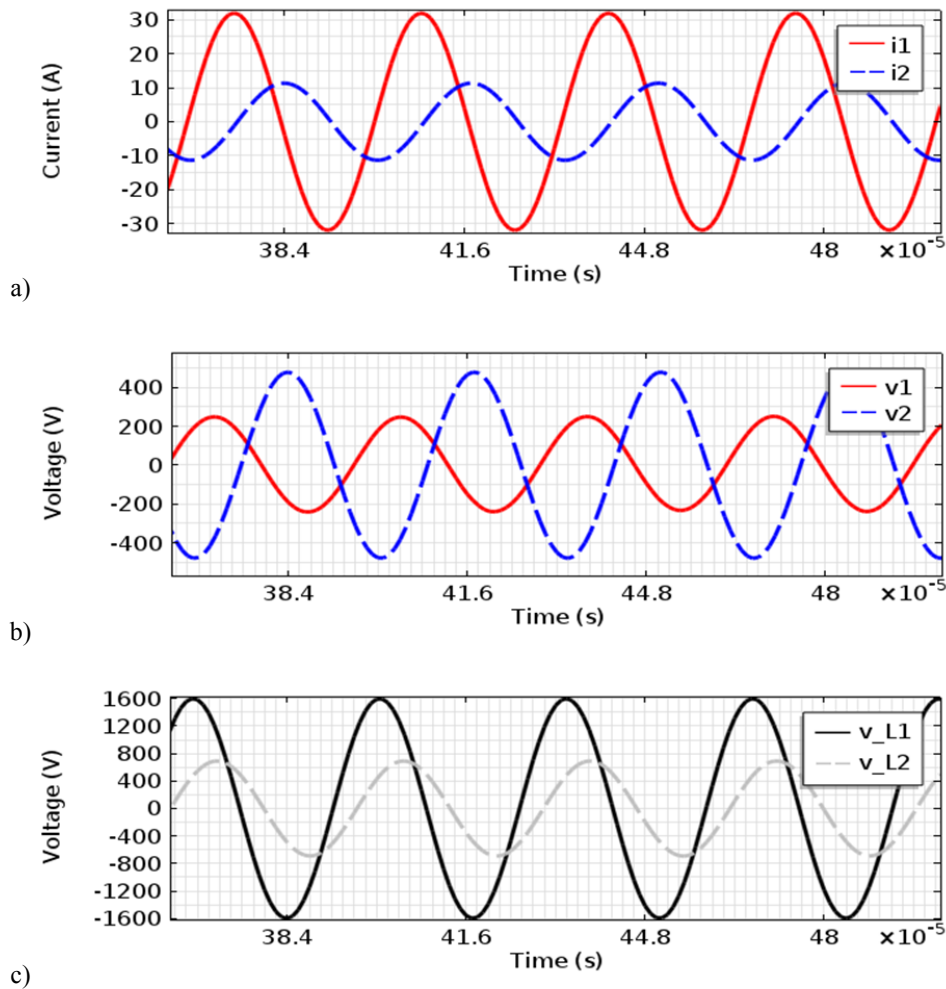 30
20
10
0
-10
-20
-30
Current (A)
i1
i2
38.4 41.6 44.8 48 ×10-5
Time (s)
a)
400
200
0
-200
-400
Voltage (V)
v1
v2
38.4 41.6 44.8 48 ×10-5
Time (s)
b)
1600
1200
800
400
0
-400
-800
-1200
-1600
Voltage (V)
v_L1
v_L2
38.4 41.6 44.8 48 ×10-5
Time (s)
c)